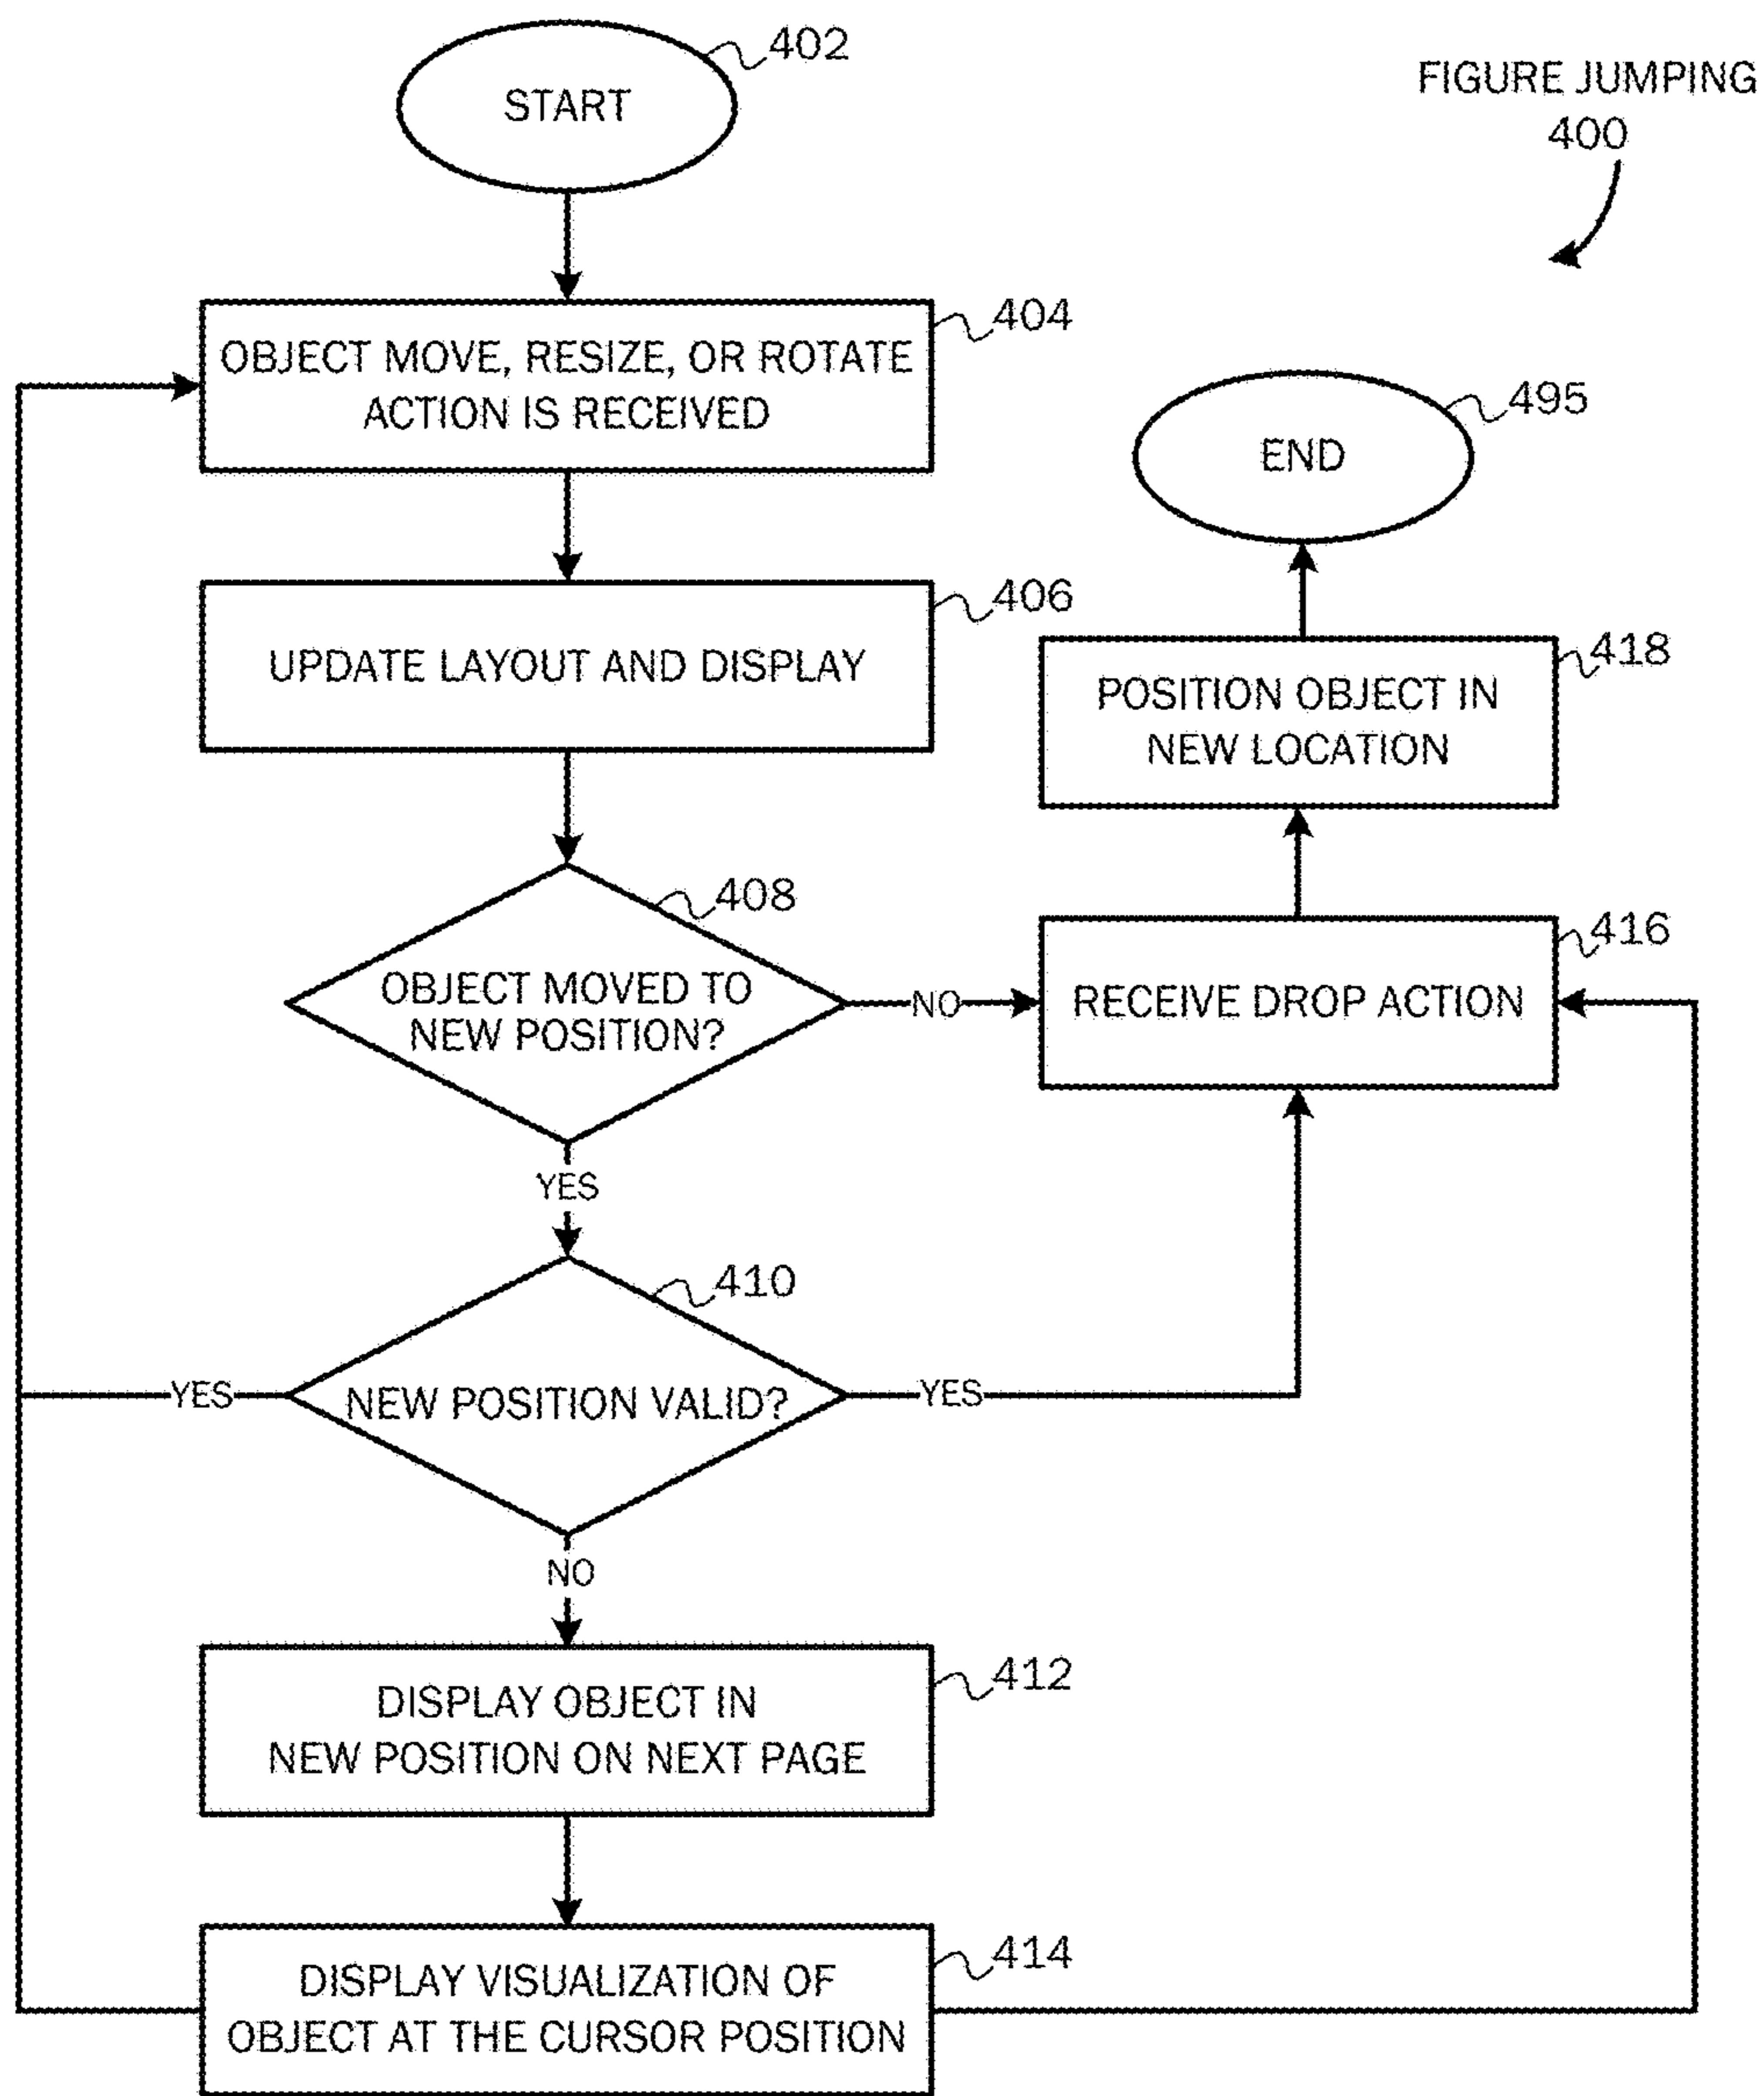 402
START
FIGURE JUMPING
400
404
OBJECT MOVE, RESIZE, OR ROTATE
ACTION IS RECEIVED
495
END
406
UPDATE LAYOUT AND DISPLAY
418
POSITION OBJECT IN
NEW LOCATION
408
OBJECT MOVED TO
NEW POSITION?
NO
416
RECEIVE DROP ACTION
YES
410
YES
NEW POSITION VALID?
YES
NO
412
DISPLAY OBJECT IN
NEW POSITION ON NEXT PAGE
414
DISPLAY VISUALIZATION OF
OBJECT AT THE CURSOR POSITION